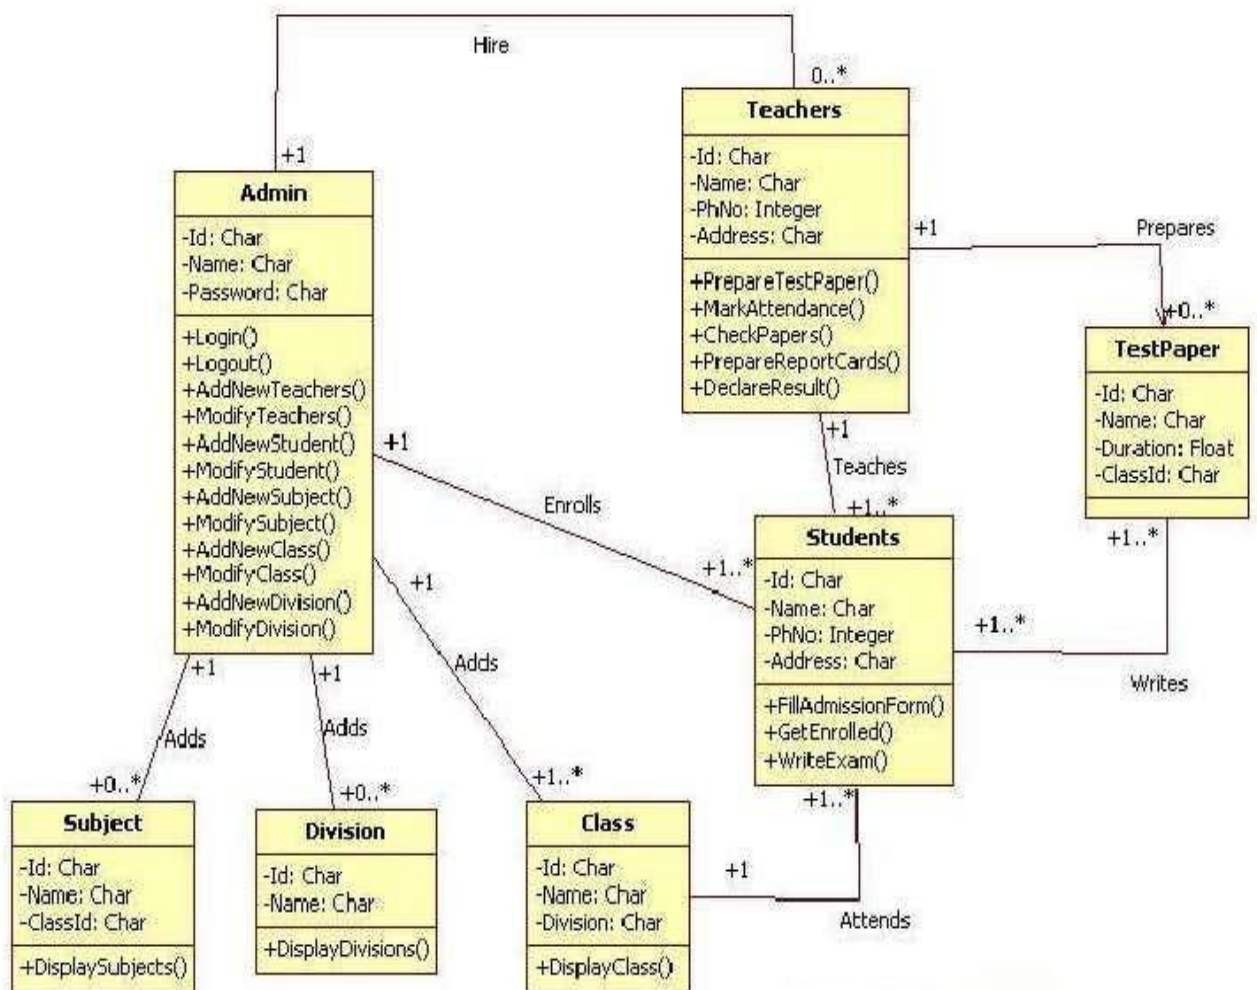 Hire
0..*
Teachers
-Id: Char
-Name: Char
-PhNo: Integer
-Address: Char
+PrepareTestPaper()
+MarkAttendance()
+CheckPapers()
+PrepareReportCards()
+DeclareResult()
+1
Admin
-Id: Char
-Name: Char
-Password: Char
+Login()
+Logout()
+AddNewTeachers()
+ModifyTeachers()
+AddNewStudent()
+ModifyStudent()
+AddNewSubject()
+ModifySubject()
+AddNewClass()
+ModifyClass()
+AddNewDivision()
+ModifyDivision()
+1
Prepares
+0..*
TestPaper
-Id: Char
-Name: Char
-Duration: Float
-ClassId: Char
+1
Teaches
+1..*
+1
Enrolls
+1..*
Students
-Id: Char
-Name: Char
-PhNo: Integer
-Address: Char
+FillAdmissionForm()
+GetEnrolled()
+WriteExam()
+1..*
+1..*
Writes
+1
Adds
+0..*
+1
Adds
+0..*
+1
Adds
+1..*
Subject
-Id: Char
-Name: Char
-ClassId: Char
+DisplaySubjects()
Division
-Id: Char
-Name: Char
+DisplayDivisions()
Class
-Id: Char
-Name: Char
-Division: Char
+DisplayClass()
+1..*
+1
Attends